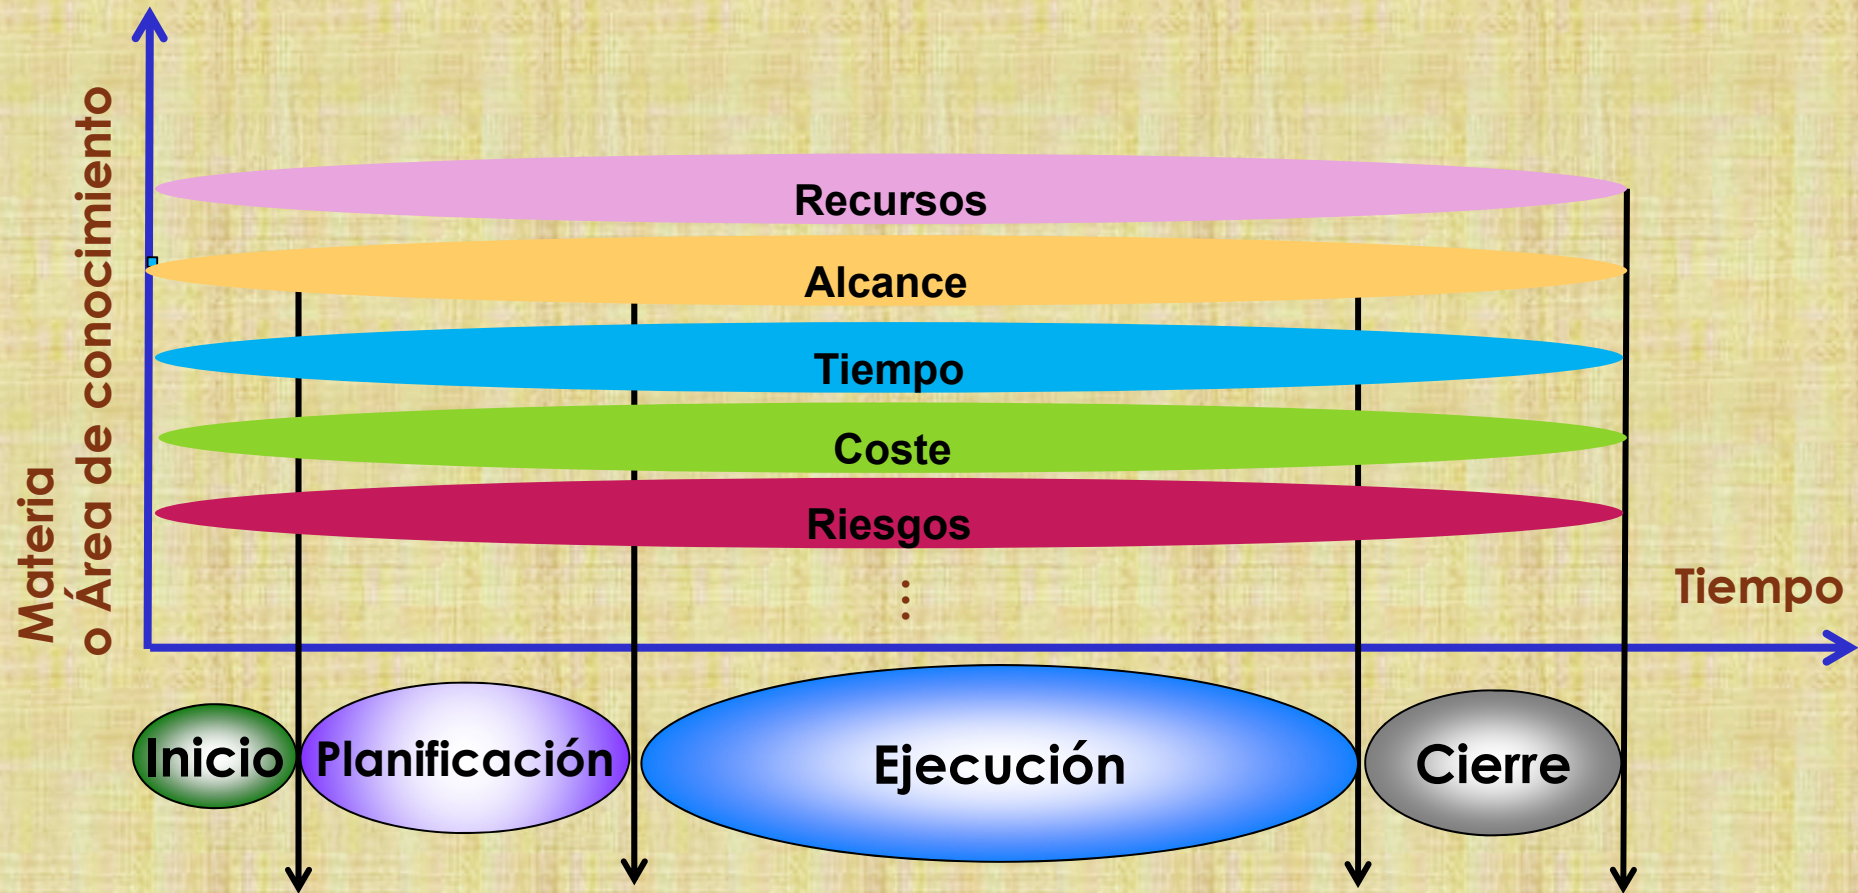 Materia
o Área de conocimiento
Recursos
Alcance
Tiempo
Coste
Riesgos
...
Tiempo
Inicio
Planificación
Ejecución
Cierre